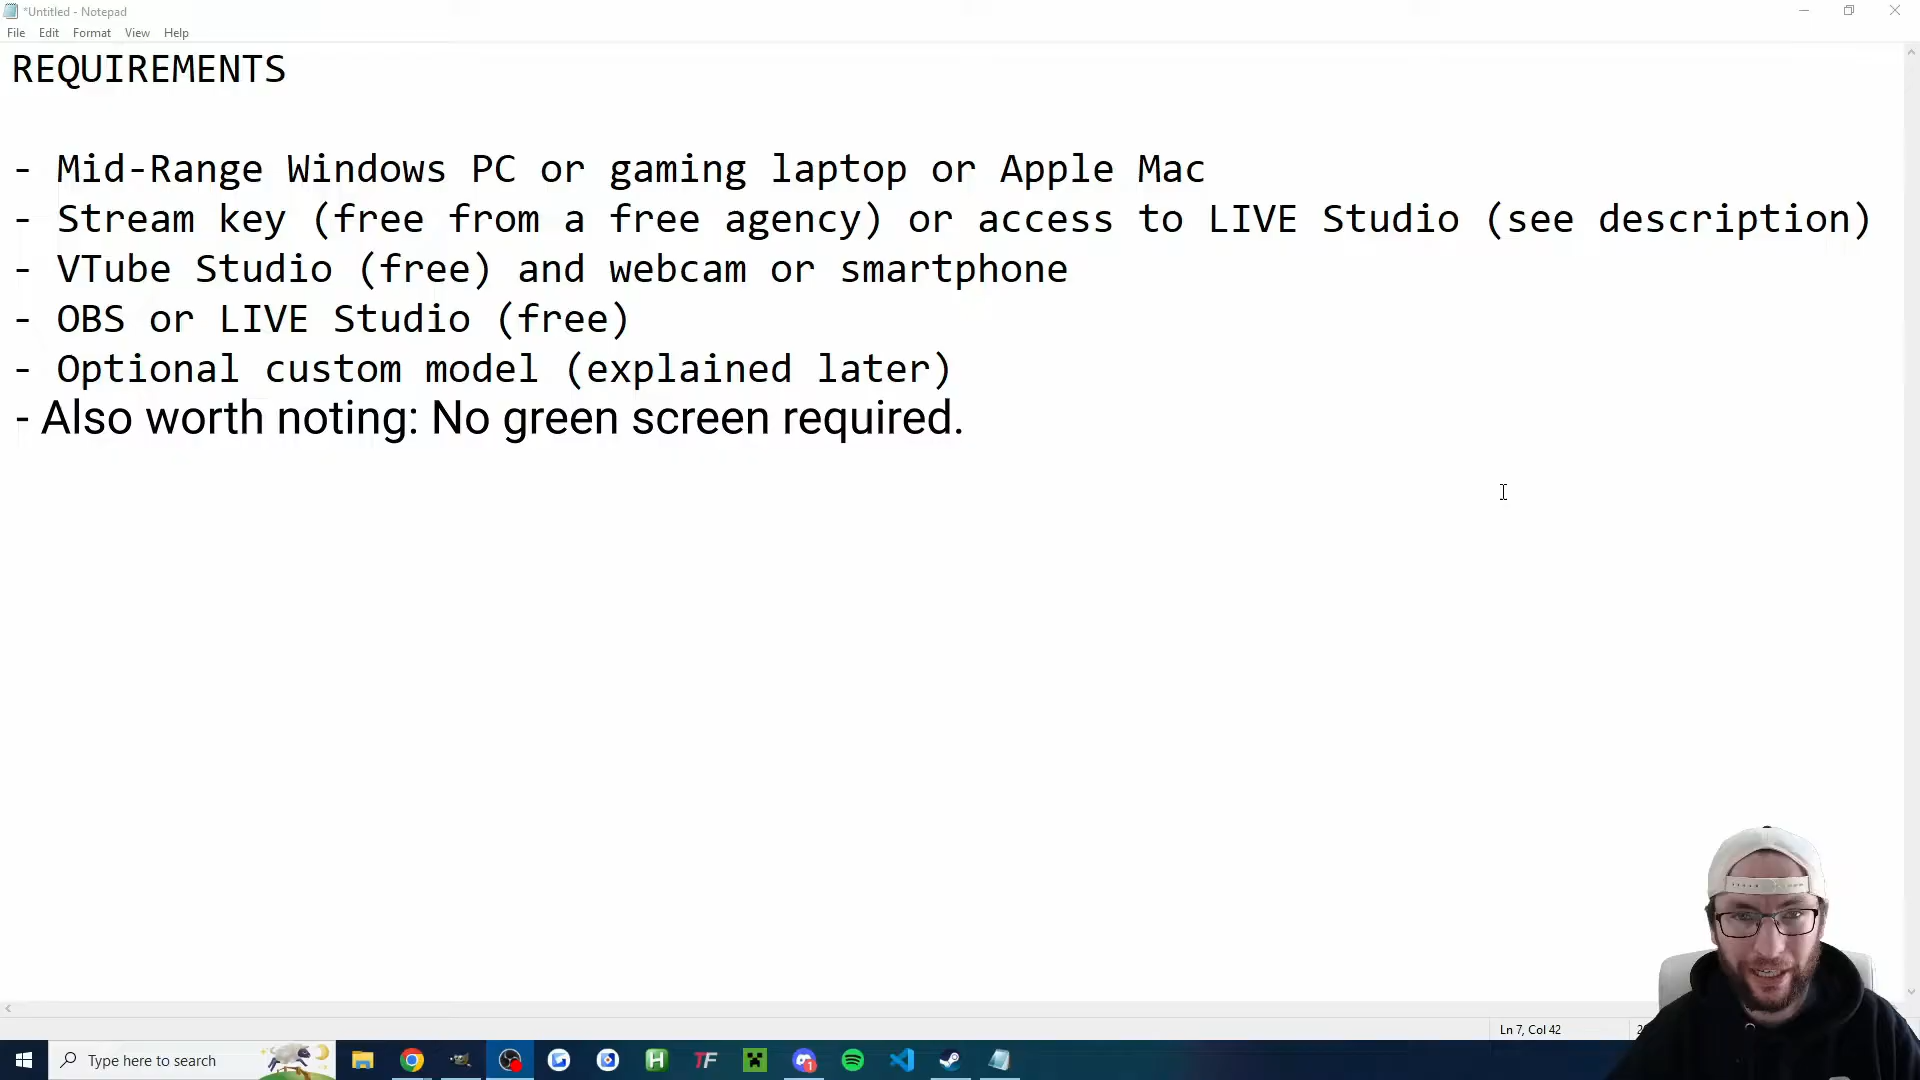 *Untitled - Notepad
File Edit Format View Help
REQUIREMENTS
- Mid-Range Windows PC or gaming laptop or Apple Mac
- Stream key (free from a free agency) or access to LIVE Studio (see description)
- VTube Studio (free) and webcam or smartphone
- OBS or LIVE Studio (free)
- Optional custom model (explained later)
- Also worth noting: No green screen required.
Ln 7, Col 42
Type here to search
H TF